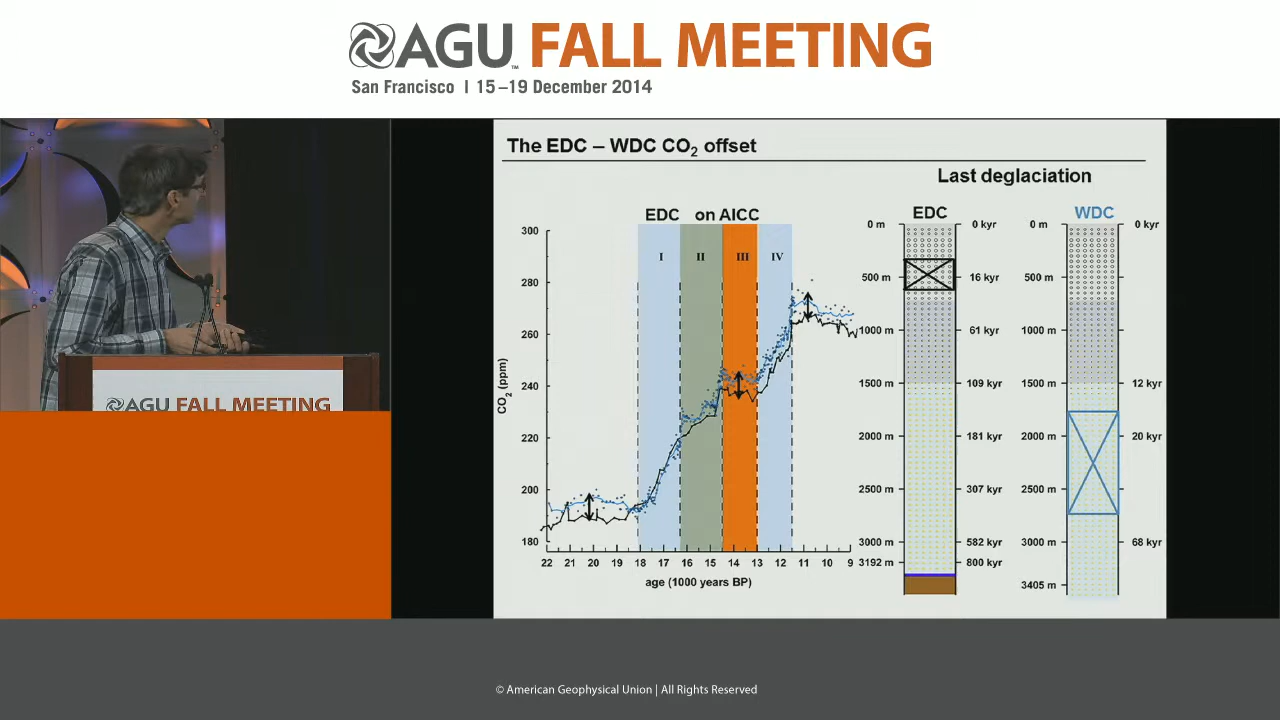 AGU™ FALL MEETING
San Francisco | 15–19 December 2014
The EDC – WDC CO2 offset
Last deglaciation
EDC on AICC
300
280
260
240
220
200
180
CO2 (ppm)
I
II
III
IV
22 21 20 19 18 17 16 15 14 13 12 11 10 9
age (1000 years BP)
EDC
0 m 0 kyr
500 m 16 kyr
1000 m 61 kyr
1500 m 109 kyr
2000 m 181 kyr
2500 m 307 kyr
3000 m 582 kyr
3192 m 800 kyr
WDC
0 m 0 kyr
500 m
1000 m
1500 m 12 kyr
2000 m 20 kyr
2500 m
3000 m 68 kyr
3405 m
AGU FALL MEETING
© American Geophysical Union | All Rights Reserved